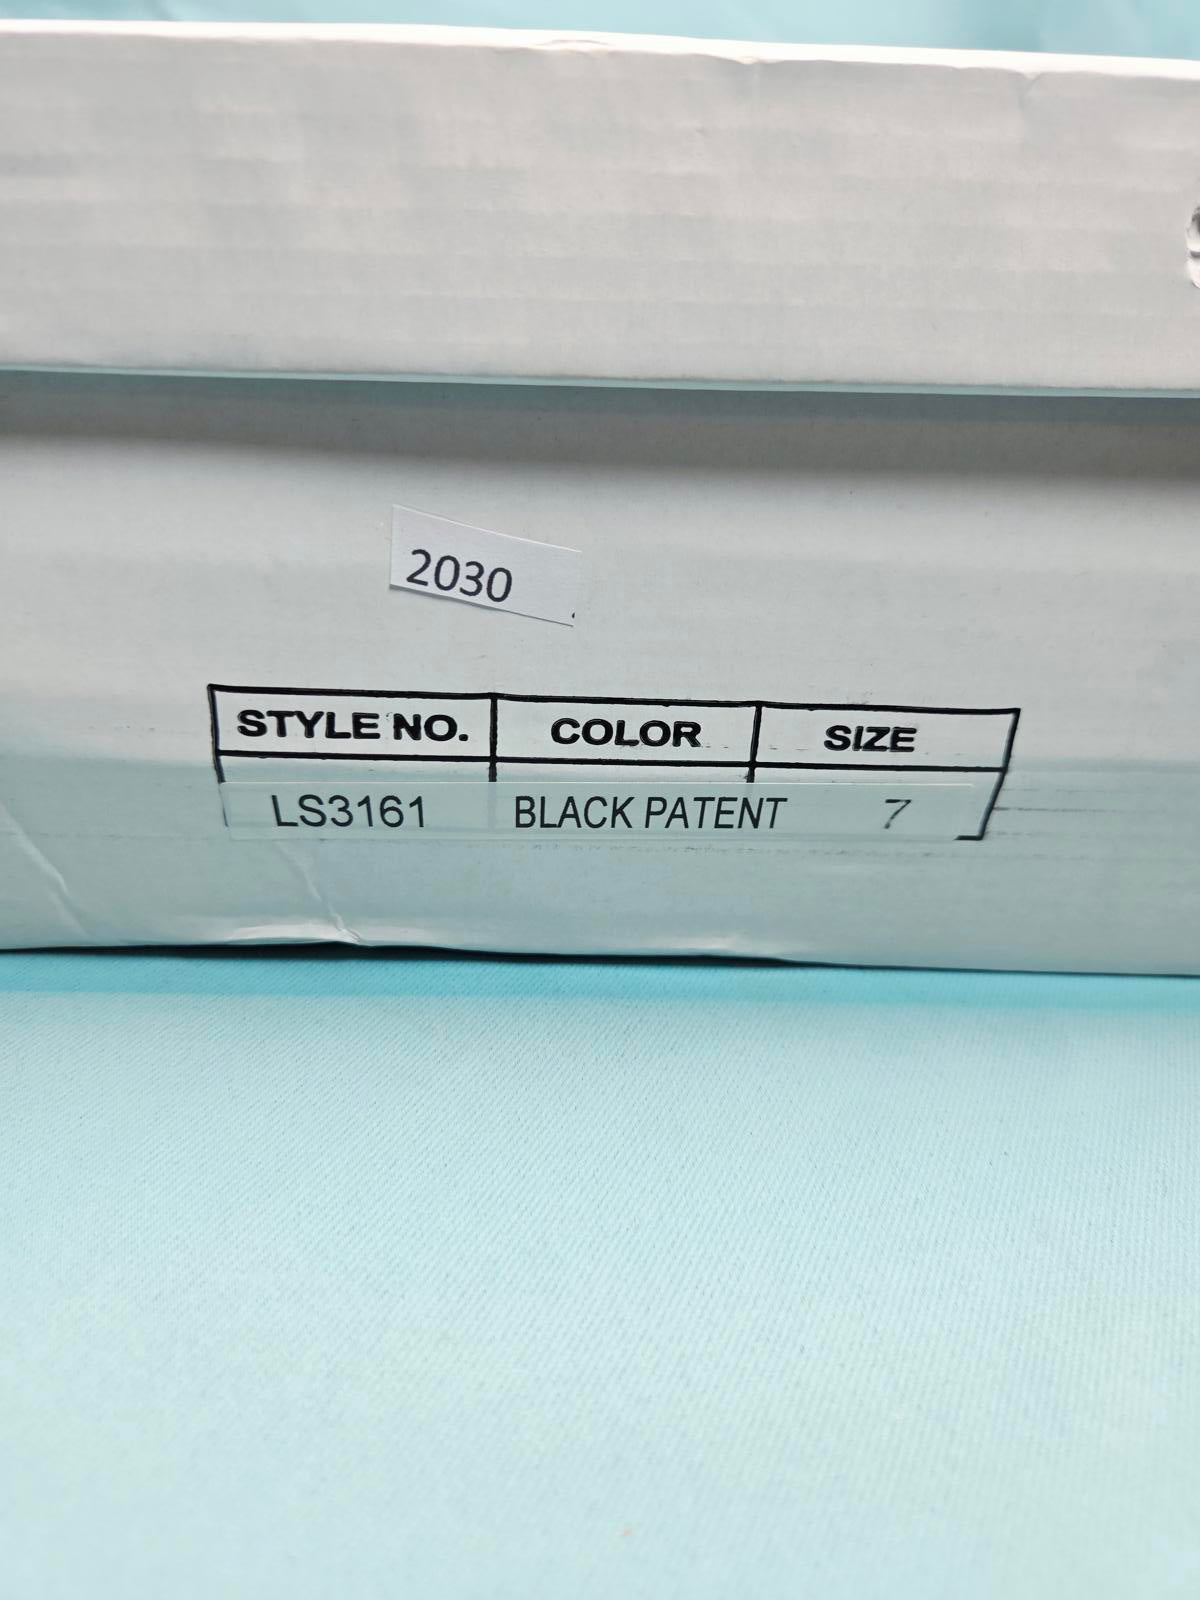 2030
STYLE NO. COLOR SIZE
LS3161 BLACK PATENT 7